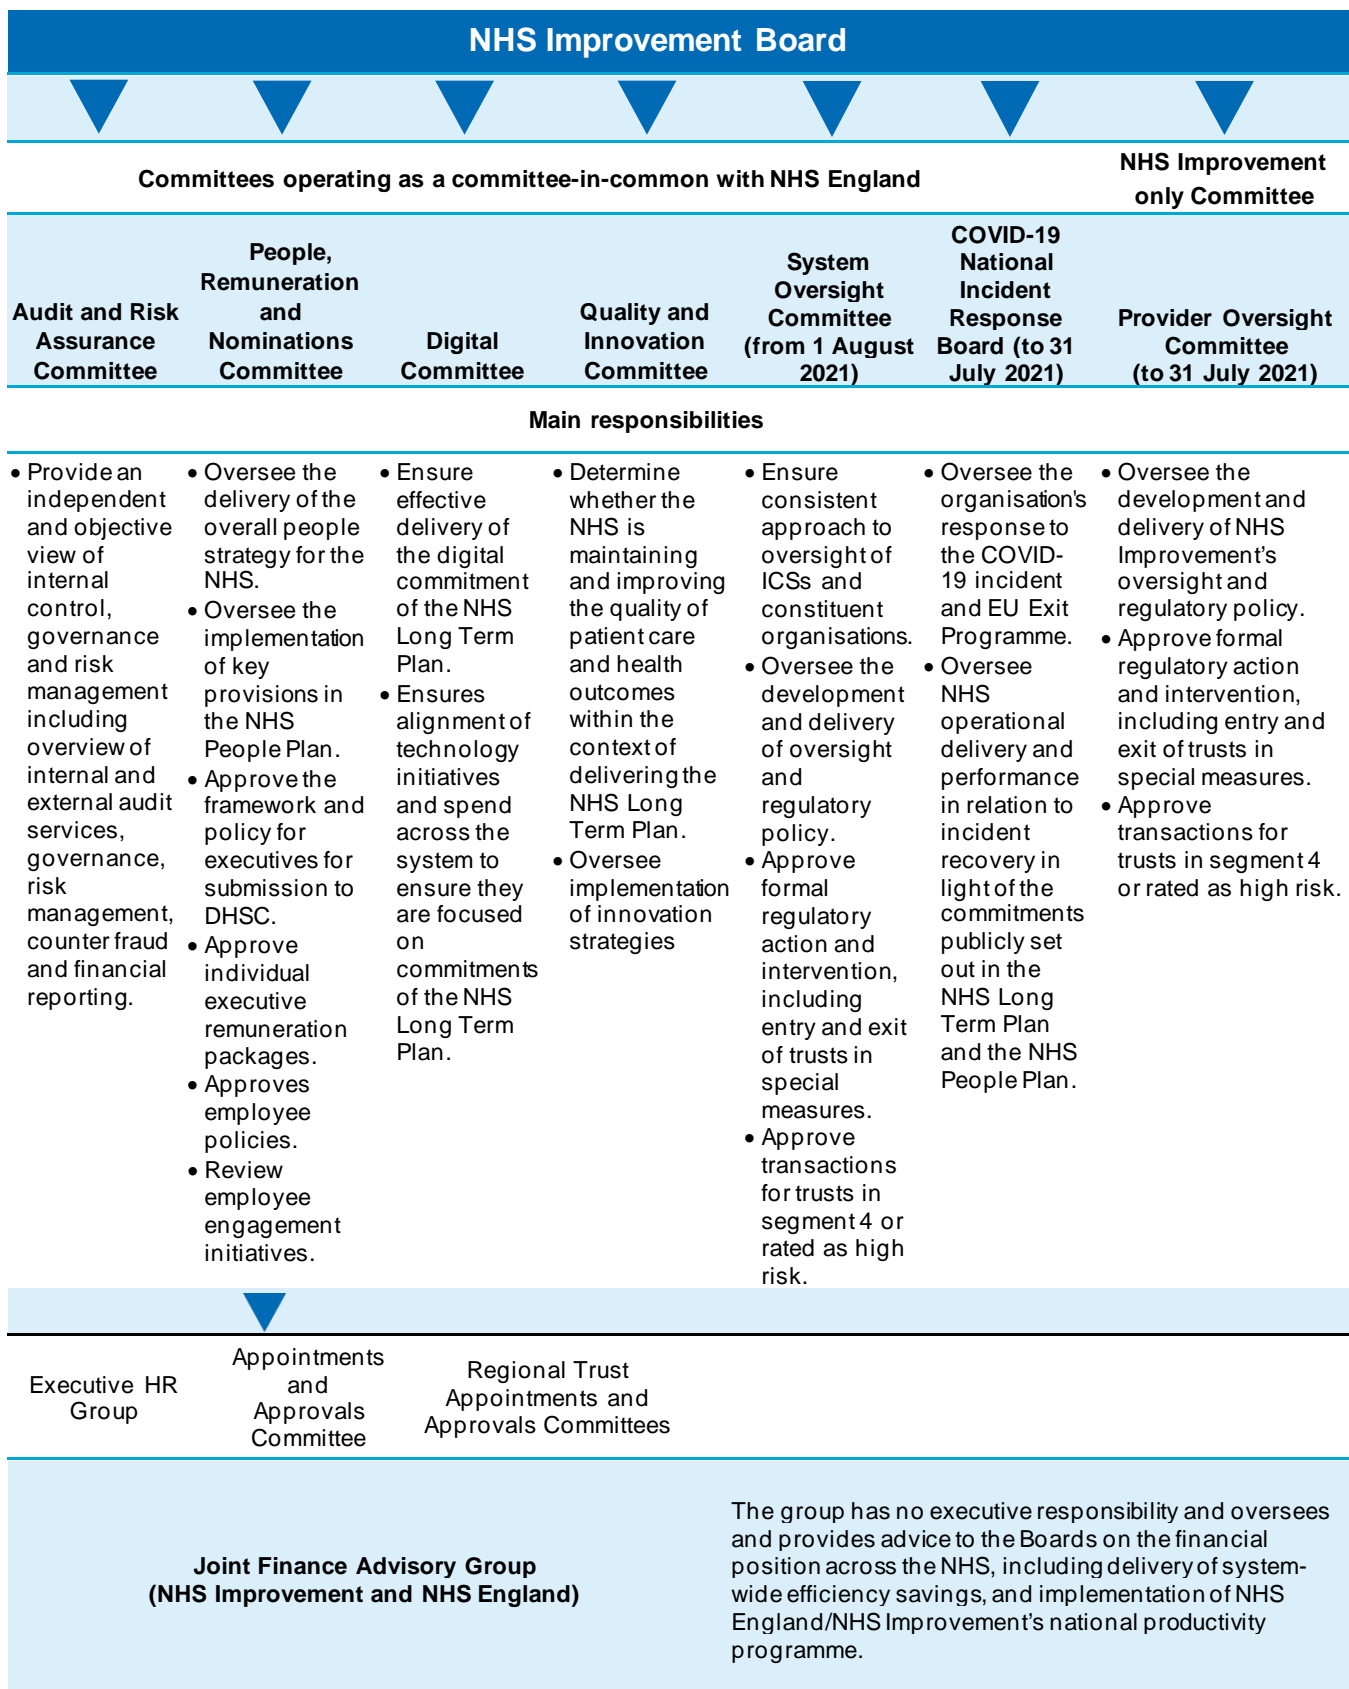 NHS Improvement Board
Committees operating as a committee-in-common with NHS England
NHS Improvement
only Committee
Audit and Risk
Assurance
Committee
People,
Remuneration
and
Nominations
Committee
Digital
Committee
Quality and
Innovation
Committee
System
Oversight
Committee
(from 1 August
2021)
COVID-19
National
Incident
Response
Board (to 31
July 2021)
Provider Oversight
Committee
(to 31 July 2021)
Main responsibilities
• Provide an
independent
and objective
view of
internal
control,
governance
and risk
management
including
overview of
internal and
external audit
services,
governance,
risk
management,
counter fraud
and financial
reporting.
• Oversee the
delivery of the
overall people
strategy for the
NHS.
• Oversee the
implementation
of key
provisions in
the NHS
People Plan.
• Approve the
framework and
policy for
executives for
submission to
DHSC.
• Approve
individual
executive
remuneration
packages.
• Approves
employee
policies.
• Review
employee
engagement
initiatives.
• Ensure
effective
delivery of
the digital
commitment
of the NHS
Long Term
Plan.
• Ensures
alignment of
technology
initiatives
and spend
across the
system to
ensure they
are focused
on
commitments
of the NHS
Long Term
Plan.
• Determine
whether the
NHS is
maintaining
and improving
the quality of
patient care
and health
outcomes
within the
context of
delivering the
NHS Long
Term Plan.
• Oversee
implementation
of innovation
strategies
• Ensure
consistent
approach to
oversight of
ICSs and
constituent
organisations.
• Oversee the
development
and delivery
of oversight
and
regulatory
policy.
• Approve
formal
regulatory
action and
intervention,
including
entry and exit
of trusts in
special
measures.
• Approve
transactions
for trusts in
segment 4 or
rated as high
risk.
• Oversee the
organisation's
response to
the COVID-
19 incident
and EU Exit
Programme.
• Oversee
NHS
operational
delivery and
performance
in relation to
incident
recovery in
light of the
commitments
publicly set
out in the
NHS Long
Term Plan
and the NHS
People Plan.
• Oversee the
development and
delivery of NHS
Improvement’s
oversight and
regulatory policy.
• Approve formal
regulatory action
and intervention,
including entry and
exit of trusts in
special measures.
• Approve
transactions for
trusts in segment 4
or rated as high risk.
Executive HR
Group
Appointments
and
Approvals
Committee
Regional Trust
Appointments and
Approvals Committees
Joint Finance Advisory Group
(NHS Improvement and NHS England)
The group has no executive responsibility and oversees
and provides advice to the Boards on the financial
position across the NHS, including delivery of system-
wide efficiency savings, and implementation of NHS
England/NHS Improvement’s national productivity
programme.